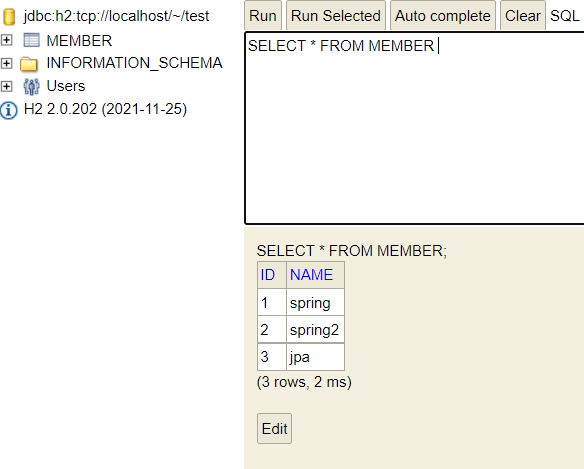 jdbc:h2:tcp://localhost/~/test
MEMBER
INFORMATION_SCHEMA
Users
H2 2.0.202 (2021-11-25)
Run Run Selected Auto complete Clear SQL
SELECT * FROM MEMBER
SELECT * FROM MEMBER;
ID NAME
1 spring
2 spring2
3 jpa
(3 rows, 2 ms)
Edit